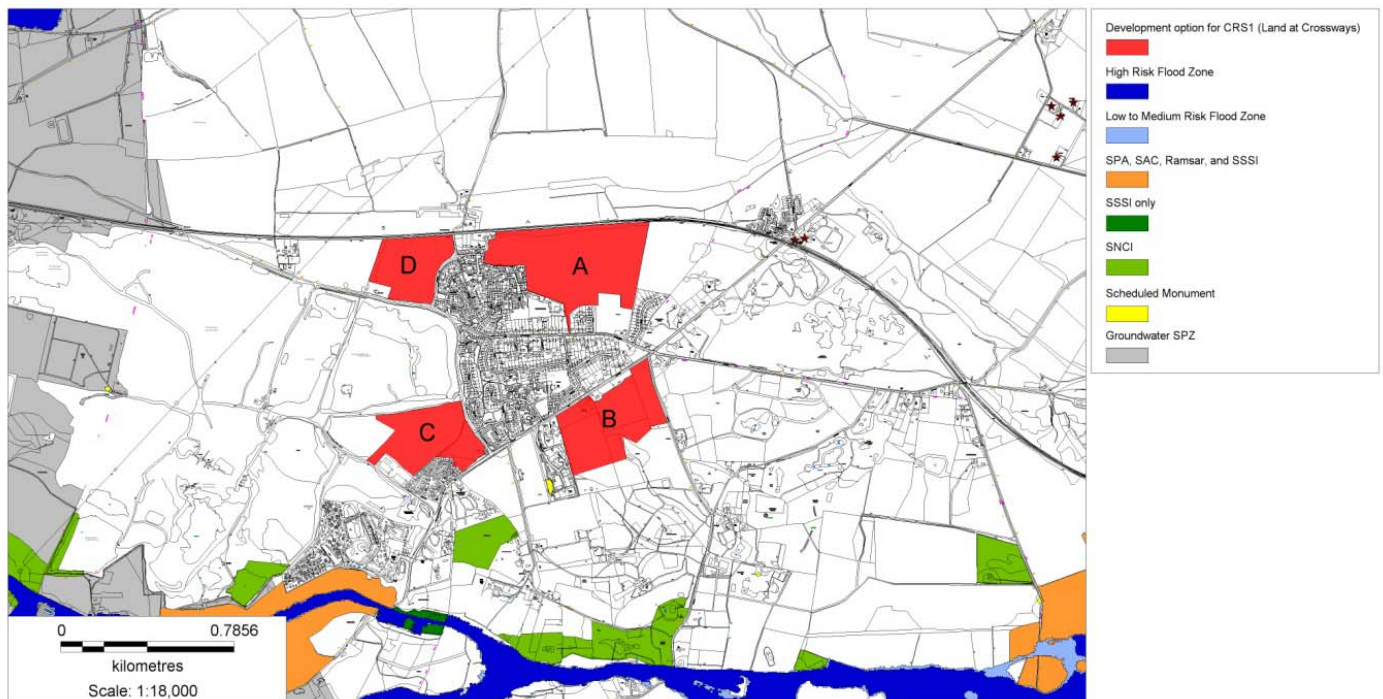 Development option for CRS1 (Land at Crossways)
High Risk Flood Zone
Low to Medium Risk Flood Zone
SPA, SAC, Ramsar, and SSSI
SSSI only
SNCI
Scheduled Monument
Groundwater SPZ
D
A
B
C
0 0.7856
kilometres
Scale: 1:18,000